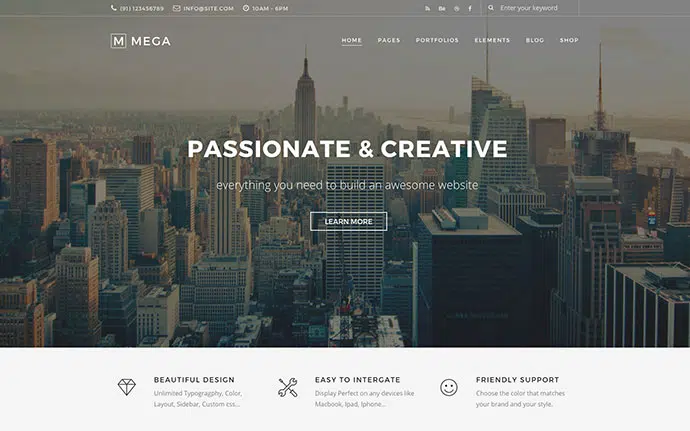 (91) 123456789 INFO@SITE.COM 10AM - 6PM Bē f Enter your keyword
M MEGA HOME PAGES PORTFOLIOS ELEMENTS BLOG SHOP
PASSIONATE & CREATIVE
everything you need to build an awesome website
LEARN MORE
BEAUTIFUL DESIGN
Unlimited Typogragphy, Color,
Layout, Sidebar, Custom css...
EASY TO INTERGATE
Display Perfect on any devices like
Macbook, Ipad, Iphone...
FRIENDLY SUPPORT
Choose the color that matches
your brand and your style.